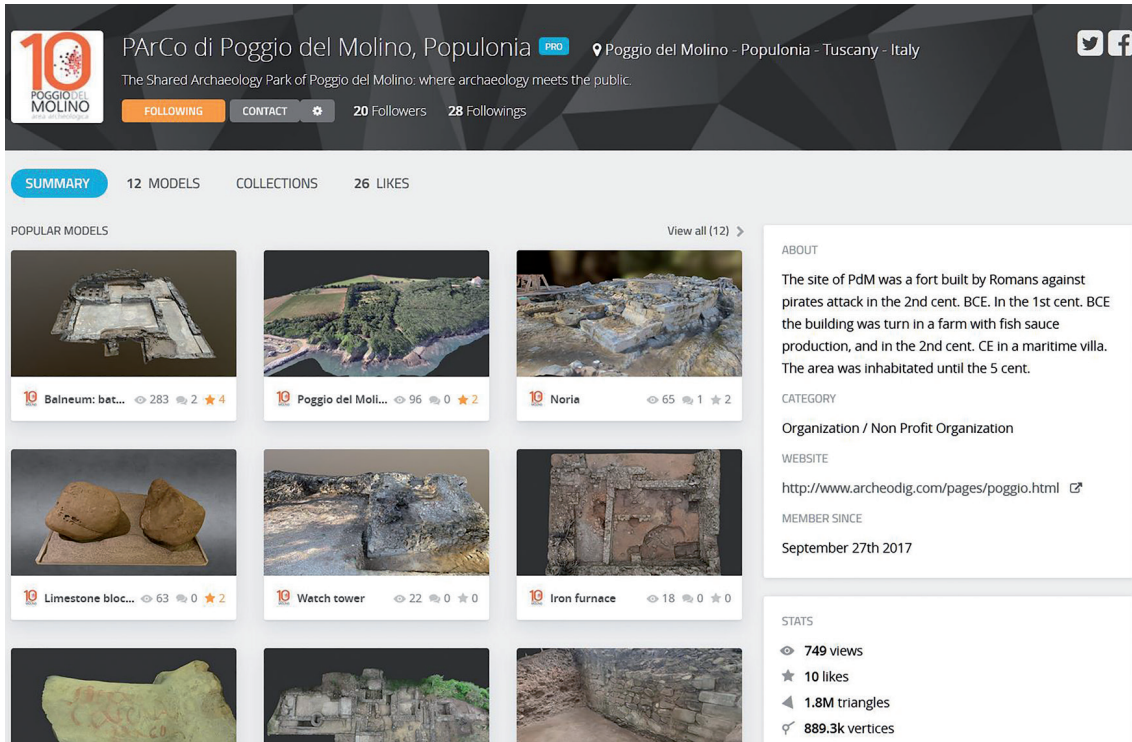 10
POGGIO DEL
MOLINO
area archeologica
PArCo di Poggio del Molino, Populonia PRO
Poggio del Molino - Populonia - Tuscany - Italy
The Shared Archaeology Park of Poggio del Molino: where archaeology meets the public.
FOLLOWING CONTACT 20 Followers 28 Followings
SUMMARY 12 MODELS COLLECTIONS 26 LIKES
POPULAR MODELS View all (12)
Balneum: bat... 283 2 4
Poggio del Moli... 96 0 2
Noria 65 1 2
Limestone bloc... 63 0 2
Watch tower 22 0 0
Iron furnace 18 0 0
ABOUT
The site of PdM was a fort built by Romans against
pirates attack in the 2nd cent. BCE. In the 1st cent. BCE
the building was turn in a farm with fish sauce
production, and in the 2nd cent. CE in a maritime villa.
The area was inhabitated until the 5 cent.
CATEGORY
Organization / Non Profit Organization
WEBSITE
http://www.archeodig.com/pages/poggio.html
MEMBER SINCE
September 27th 2017
STATS
749 views
10 likes
1.8M triangles
889.3k vertices